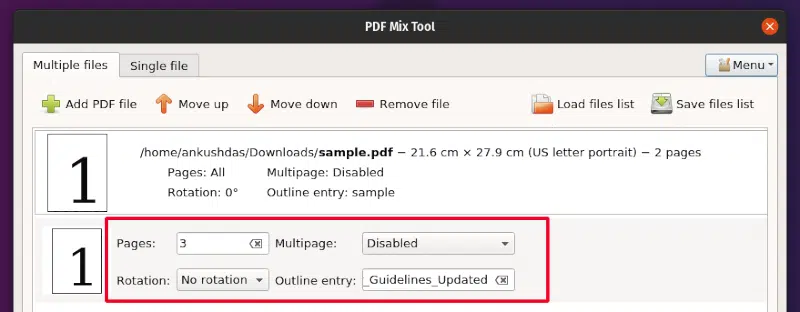 PDF Mix Tool
Multiple files Single file Menu
Add PDF file Move up Move down Remove file Load files list Save files list
1
/home/ankushdas/Downloads/sample.pdf − 21.6 cm × 27.9 cm (US letter portrait) − 2 pages
Pages: All Multipage: Disabled
Rotation: 0° Outline entry: sample
1
Pages: 3 Multipage: Disabled
Rotation: No rotation Outline entry: _Guidelines_Updated